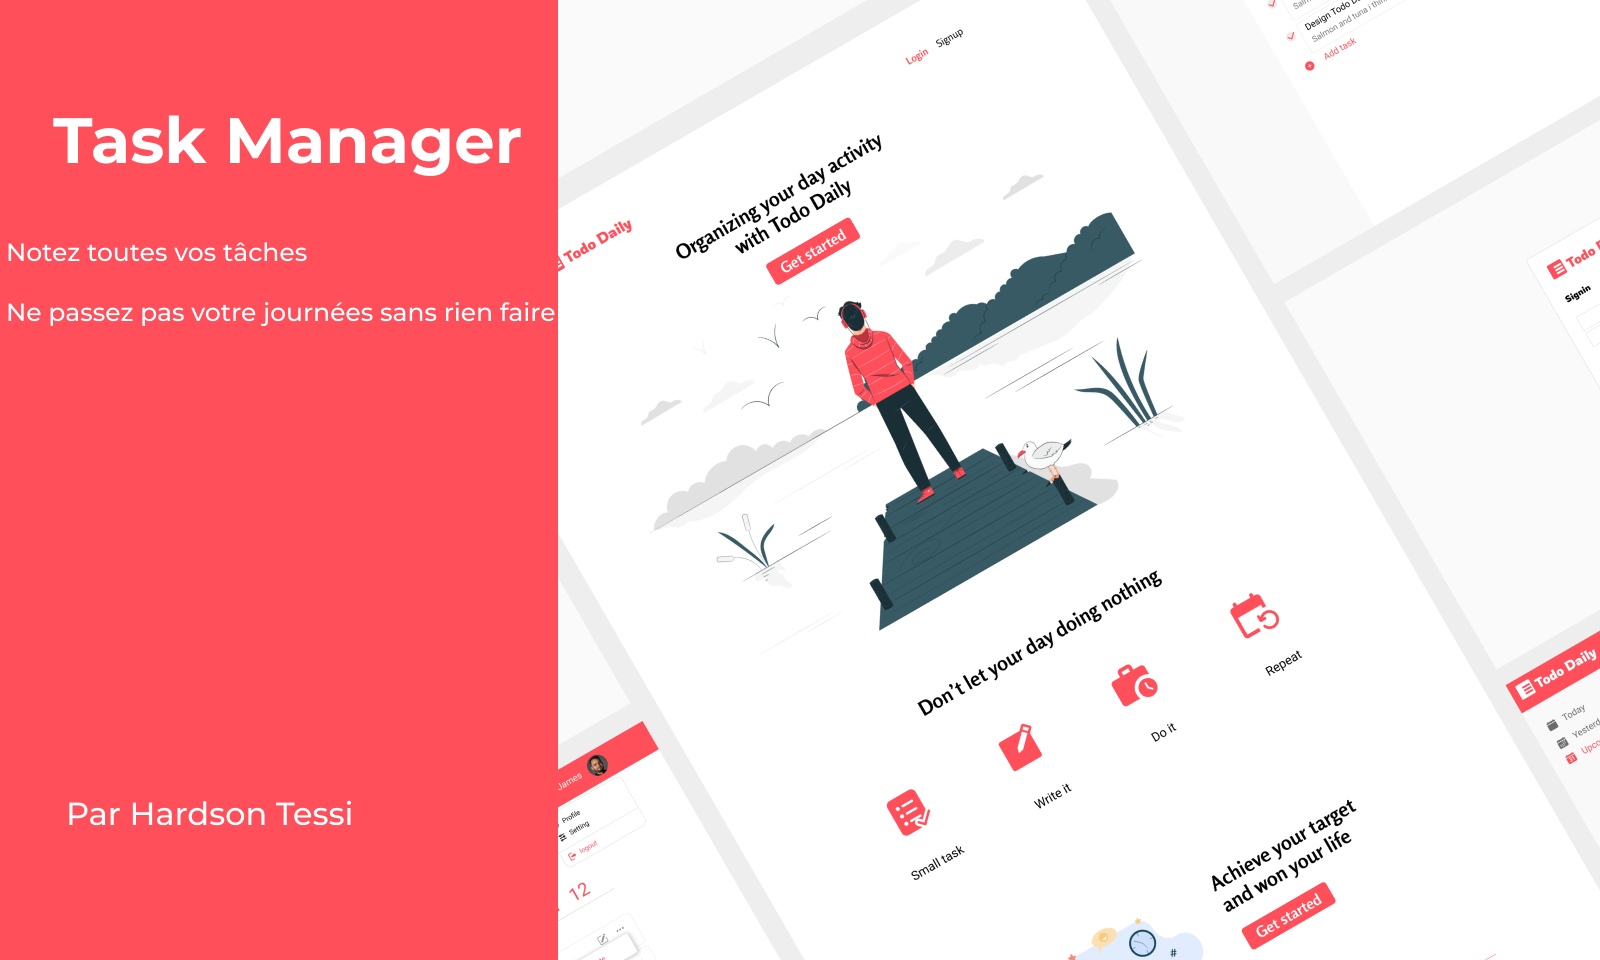 Task Manager
Notez toutes vos tâches
Ne passez pas votre journées sans rien faire
Par Hardson Tessi
Login
Signup
Todo Daily
Organizing your day activity
with Todo Daily
Get started
Don't let your day doing nothing
Small task
Write it
Do it
Repeat
Achieve your target
and won your life
Get started
#
James
Profile
Setting
logout
12
Design Todo
Salmon and tuna i
Add task
Todo
Signin
Todo Daily
Today